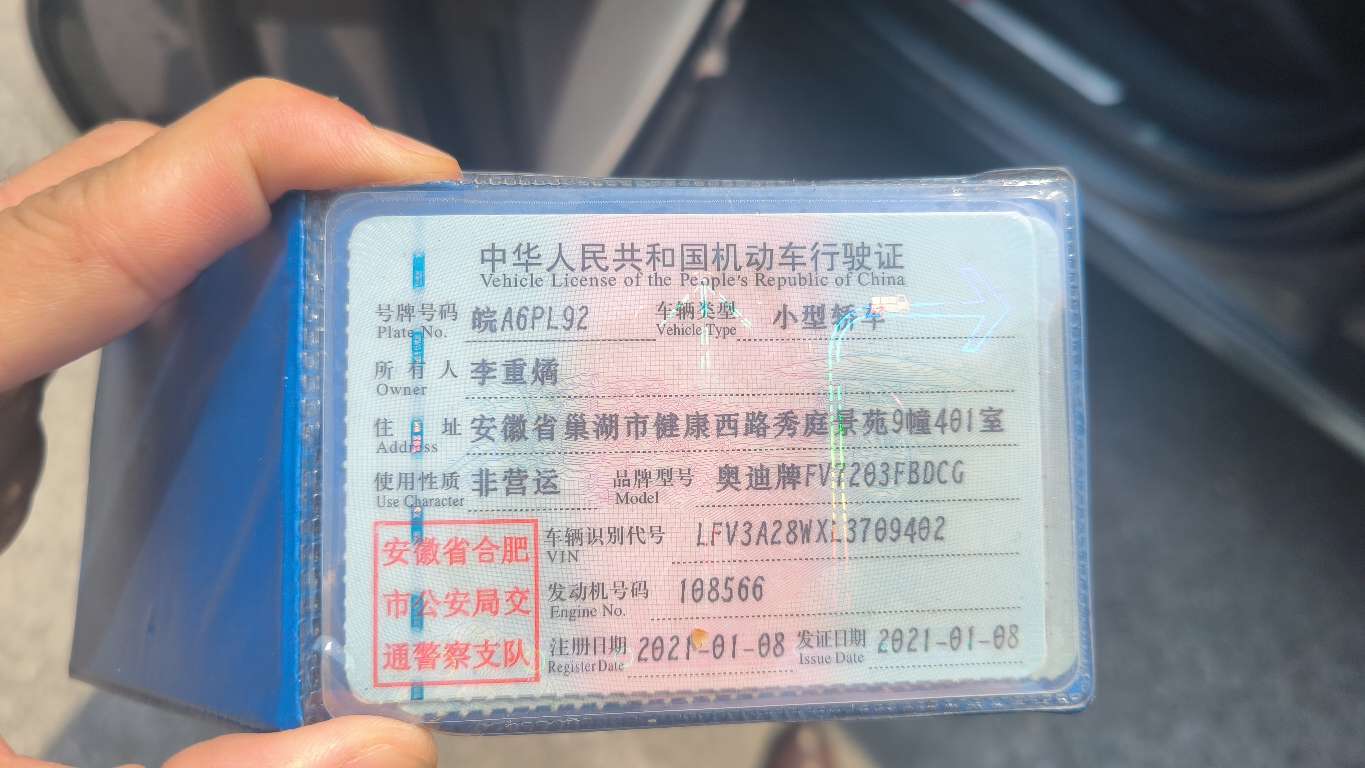 中华人民共和国机动车行驶证
Vehicle License of the People's Republic of China
号牌号码 皖A6PL92 车辆类型 小型轿车
Plate No. Vehicle Type
所有人 李重熵
Owner
住址 安徽省巢湖市健康西路秀庭景苑9幢401室
Address
使用性质 非营运 品牌型号 奥迪牌FV7203FBDCG
Use Character Model
安徽省合肥 车辆识别代号 LFV3A28WXL3709402
VIN
市公安局交 发动机号码 108566
Engine No.
通警察支队 注册日期 2021-01-08 发证日期 2021-01-08
Register Date Issue Date